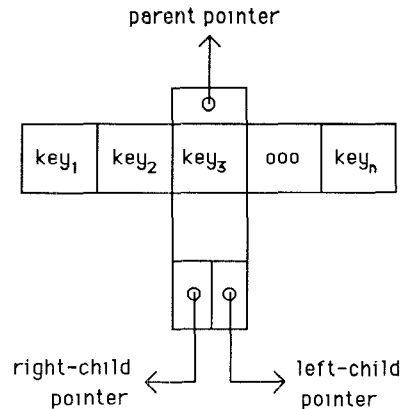 parent pointer
key1 key2 key3 ooo keyn
right-child
pointer
left-child
pointer